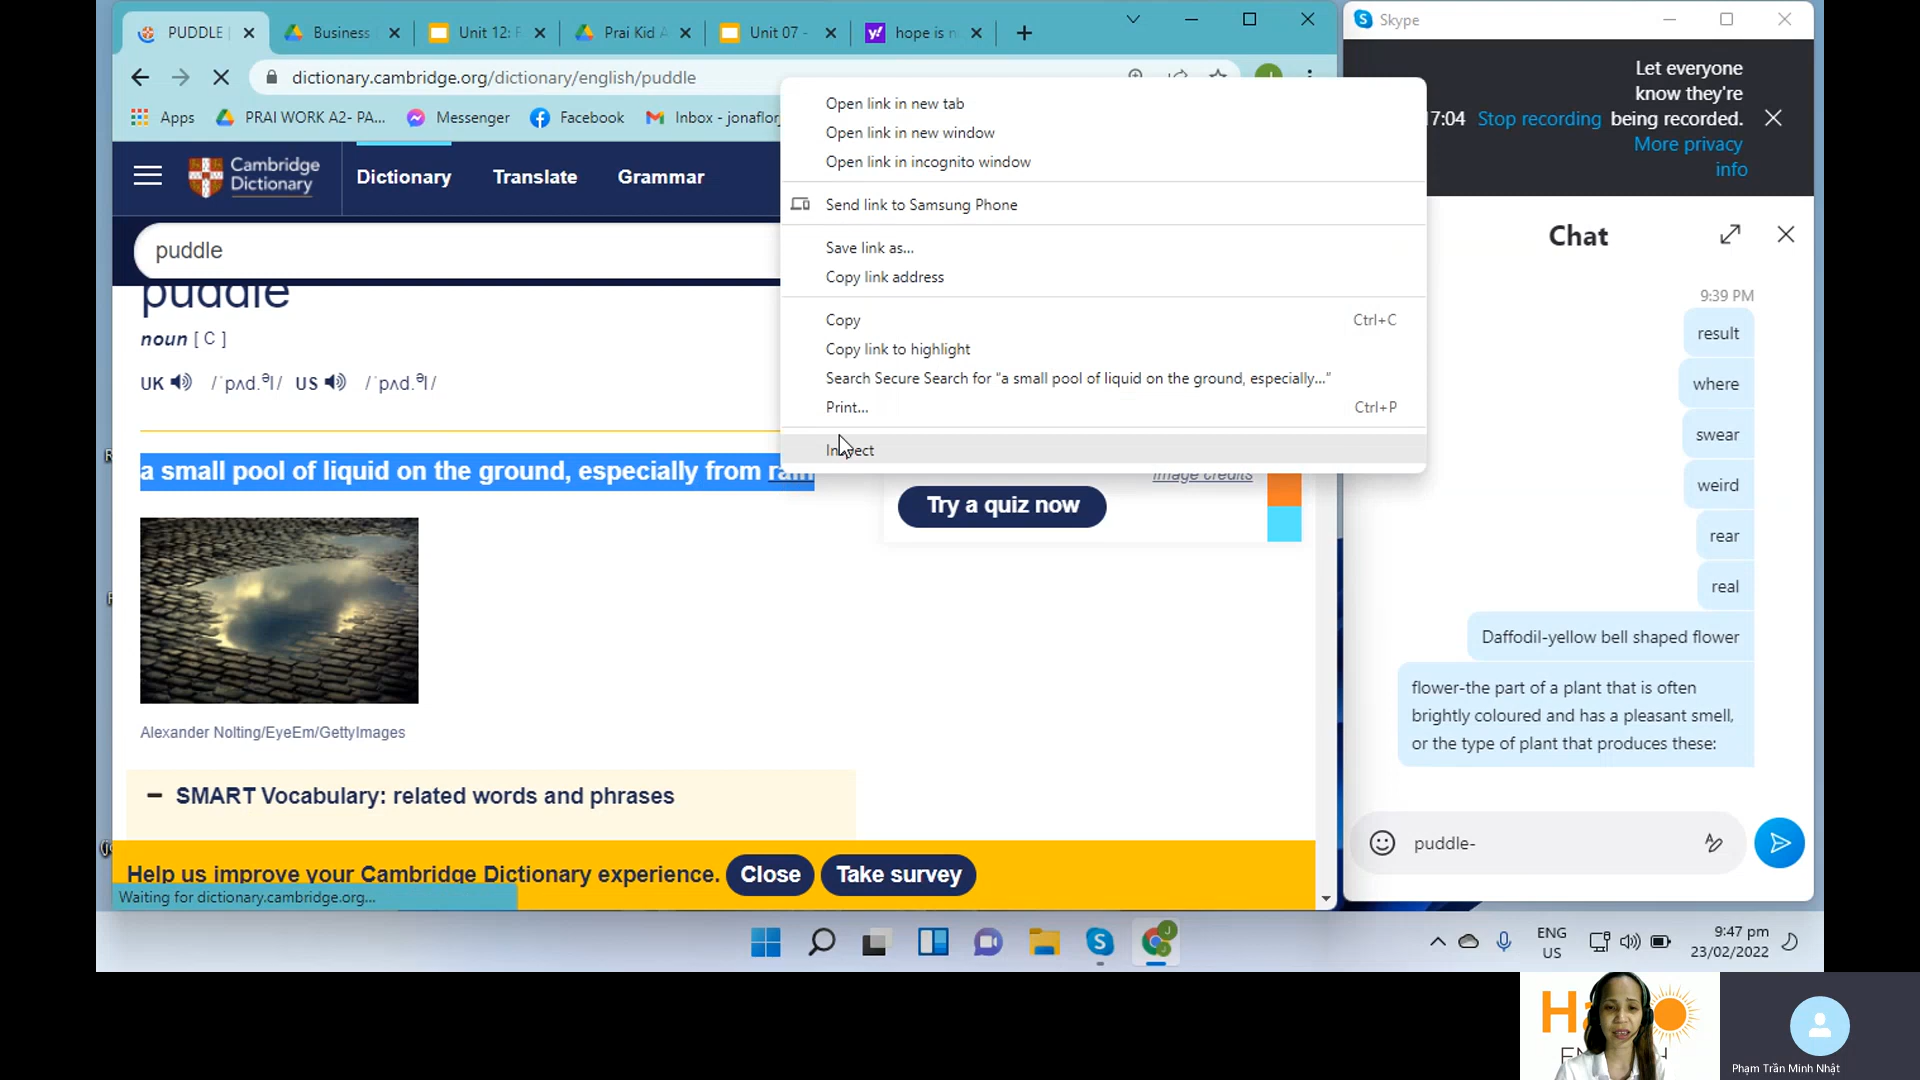 PUDDLE
Business
Unit 12:
Prai Kid A
Unit 07 -
hope is n
dictionary.cambridge.org/dictionary/english/puddle
Apps
PRAI WORK A2- PA...
Messenger
Facebook
Inbox - jonaflorj
Cambridge
Dictionary
Dictionary
Translate
Grammar
puddle
puddle
noun [ C ]
UK /ˈpʌd.ᵊl/ US /ˈpʌd.ᵊl/
a small pool of liquid on the ground, especially from rain
Alexander Nolting/EyeEm/GettyImages
SMART Vocabulary: related words and phrases
Image credits
Try a quiz now
Help us improve your Cambridge Dictionary experience.
Close
Take survey
Waiting for dictionary.cambridge.org...
Open link in new tab
Open link in new window
Open link in incognito window
Send link to Samsung Phone
Save link as...
Copy link address
Copy Ctrl+C
Copy link to highlight
Search Secure Search for “a small pool of liquid on the ground, especially...”
Print... Ctrl+P
Inspect
Skype
17:04 Stop recording
Let everyone
know they're
being recorded.
More privacy
info
Chat
9:39 PM
result
where
swear
weird
rear
real
Daffodil-yellow bell shaped flower
flower-the part of a plant that is often
brightly coloured and has a pleasant smell,
or the type of plant that produces these:
puddle-
ENG
US
9:47 pm
23/02/2022
Phạm Trần Minh Nhật